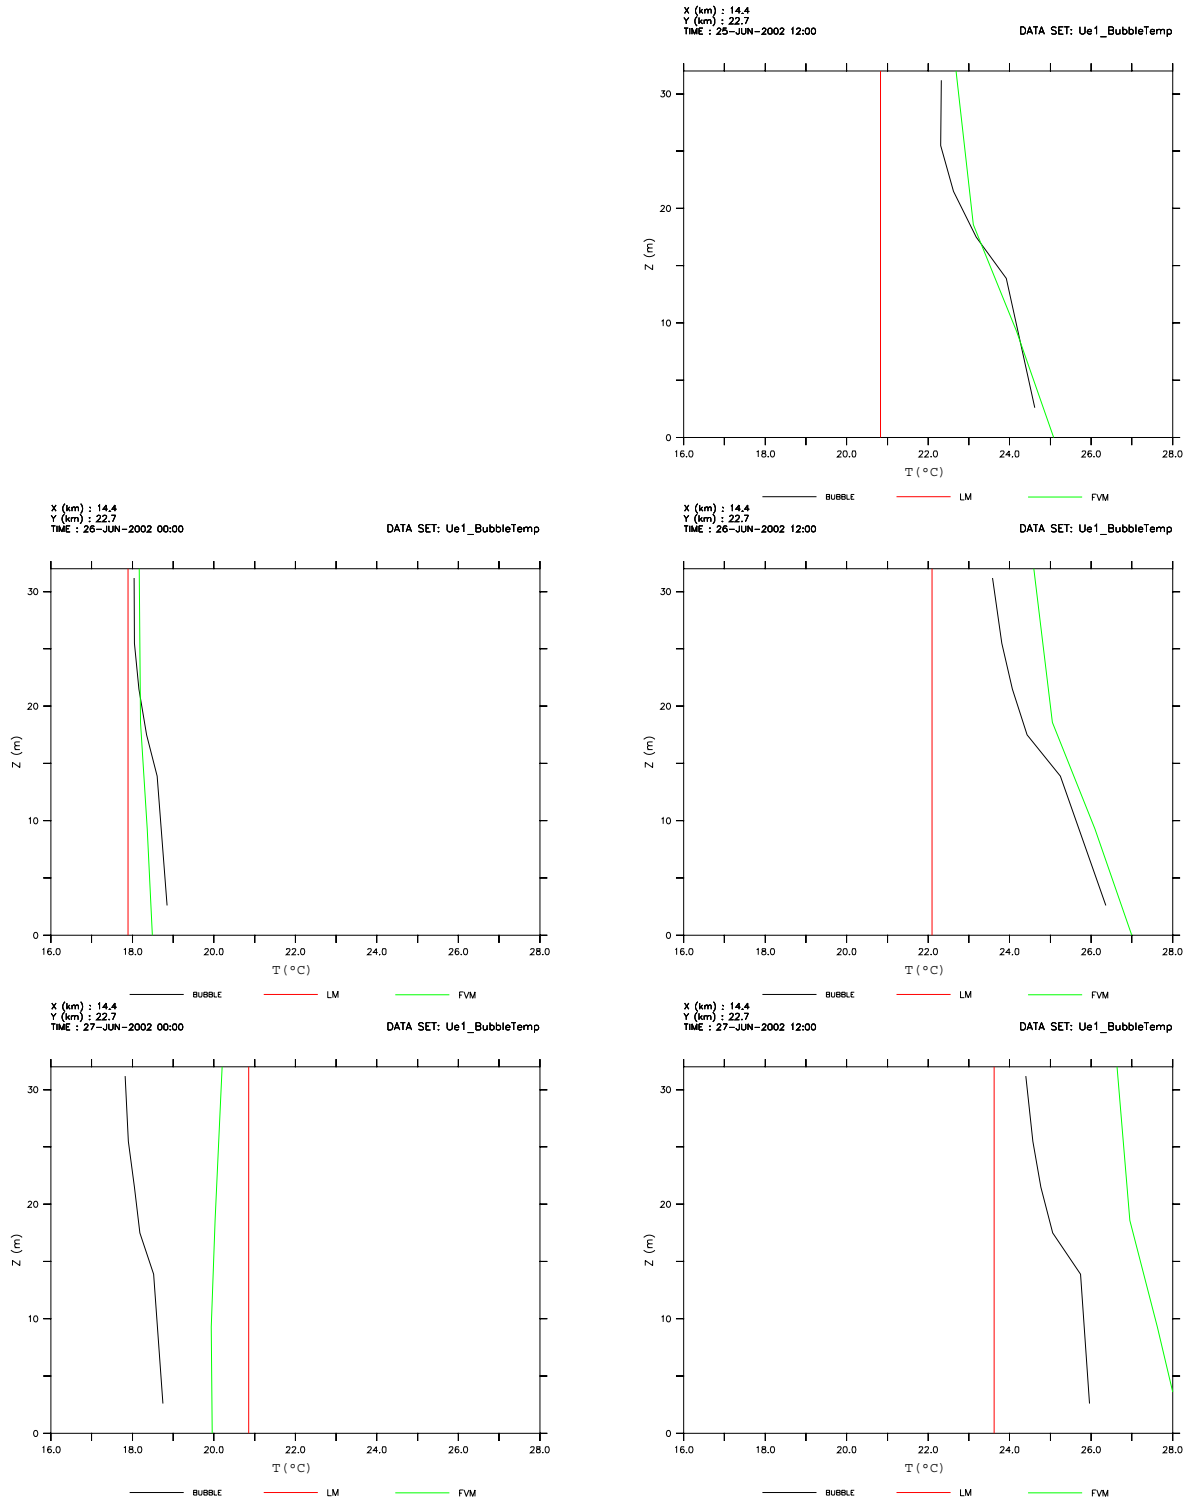 X (km) : 14.4
Y (km) : 22.7
TIME : 25-JUN-2002 12:00
DATA SET: Ue1_BubbleTemp
30
20
10
0
Z (m)
16.0 18.0 20.0 22.0 24.0 26.0 28.0
T(°C)
BUBBLE LM FVM
X (km) : 14.4
Y (km) : 22.7
TIME : 26-JUN-2002 00:00
DATA SET: Ue1_BubbleTemp
30
20
10
0
Z (m)
16.0 18.0 20.0 22.0 24.0 26.0 28.0
T(°C)
BUBBLE LM FVM
X (km) : 14.4
Y (km) : 22.7
TIME : 26-JUN-2002 12:00
DATA SET: Ue1_BubbleTemp
30
20
10
0
Z (m)
16.0 18.0 20.0 22.0 24.0 26.0 28.0
T(°C)
BUBBLE LM FVM
X (km) : 14.4
Y (km) : 22.7
TIME : 27-JUN-2002 00:00
DATA SET: Ue1_BubbleTemp
30
20
10
0
Z (m)
16.0 18.0 20.0 22.0 24.0 26.0 28.0
T(°C)
BUBBLE LM FVM
X (km) : 14.4
Y (km) : 22.7
TIME : 27-JUN-2002 12:00
DATA SET: Ue1_BubbleTemp
30
20
10
0
Z (m)
16.0 18.0 20.0 22.0 24.0 26.0 28.0
T(°C)
BUBBLE LM FVM